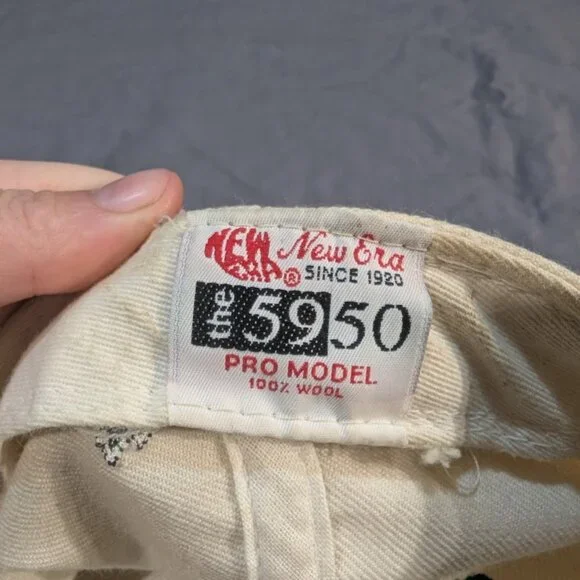 NEW ERA® New Era
SINCE 1920
the 5950
PRO MODEL
100% WOOL